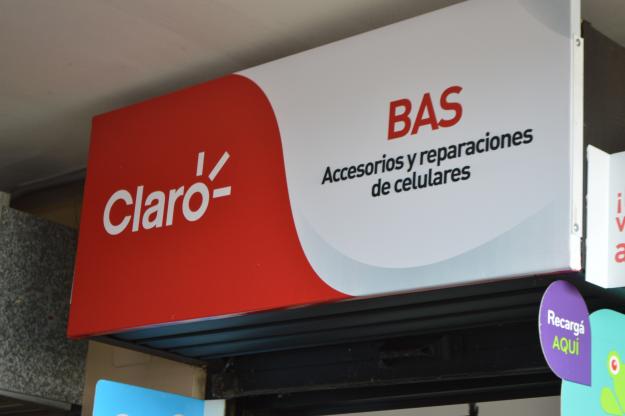 Claro
BAS
Accesorios y reparaciones
de celulares
Recargá
AQUÍ